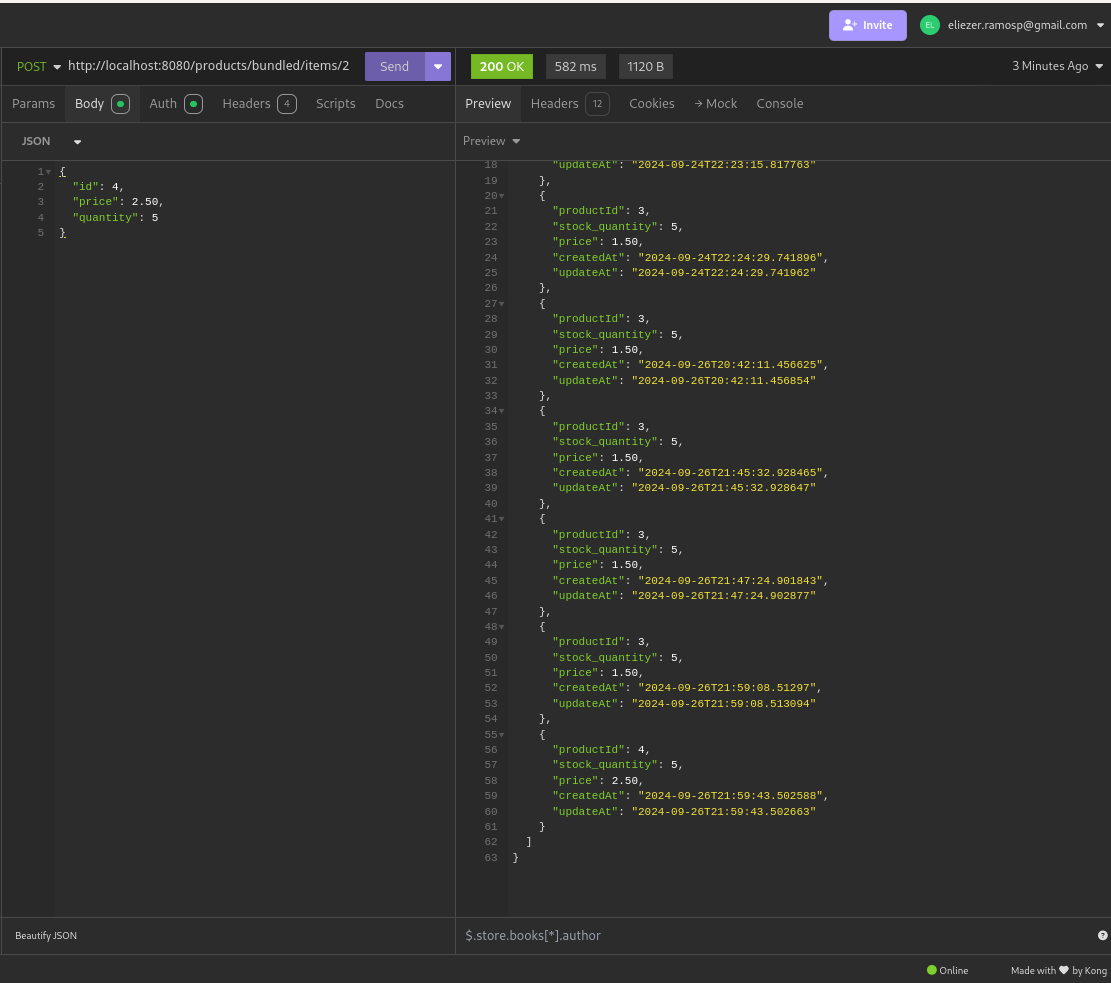 Invite
EL
eliezer.ramosp@gmail.com
POST http://localhost:8080/products/bundled/items/2 Send
200 OK 582 ms 1120 B 3 Minutes Ago
Params Body Auth Headers 4 Scripts Docs
Preview Headers 12 Cookies → Mock Console
JSON
Preview
1 {
2 "id": 4,
3 "price": 2.50,
4 "quantity": 5
5 }
18 "updateAt": "2024-09-24T22:23:15.817763"
19 },
20 {
21 "productId": 3,
22 "stock_quantity": 5,
23 "price": 1.50,
24 "createdAt": "2024-09-24T22:24:29.741896",
25 "updateAt": "2024-09-24T22:24:29.741962"
26 },
27 {
28 "productId": 3,
29 "stock_quantity": 5,
30 "price": 1.50,
31 "createdAt": "2024-09-26T20:42:11.456625",
32 "updateAt": "2024-09-26T20:42:11.456854"
33 },
34 {
35 "productId": 3,
36 "stock_quantity": 5,
37 "price": 1.50,
38 "createdAt": "2024-09-26T21:45:32.928465",
39 "updateAt": "2024-09-26T21:45:32.928647"
40 },
41 {
42 "productId": 3,
43 "stock_quantity": 5,
44 "price": 1.50,
45 "createdAt": "2024-09-26T21:47:24.901843",
46 "updateAt": "2024-09-26T21:47:24.902877"
47 },
48 {
49 "productId": 3,
50 "stock_quantity": 5,
51 "price": 1.50,
52 "createdAt": "2024-09-26T21:59:08.51297",
53 "updateAt": "2024-09-26T21:59:08.513094"
54 },
55 {
56 "productId": 4,
57 "stock_quantity": 5,
58 "price": 2.50,
59 "createdAt": "2024-09-26T21:59:43.502588",
60 "updateAt": "2024-09-26T21:59:43.502663"
61 }
62 ]
63 }
Beautify JSON
$.store.books[*].author
Online
Made with ♥ by Kong